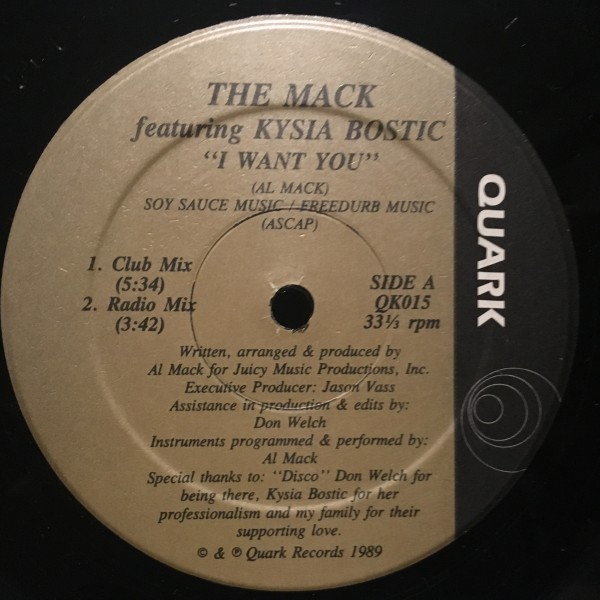 THE MACK
featuring KYSIA BOSTIC
"I WANT YOU"
(AL MACK)
SOY SAUCE MUSIC / FREEDURB MUSIC
(ASCAP)
1. Club Mix
(5:34)
2. Radio Mix
(3:42)
SIDE A
QK015
33⅓ rpm
QUARK
Written, arranged & produced by
Al Mack for Juicy Music Productions, Inc.
Executive Producer: Jason Vass
Assistance in production & edits by:
Don Welch
Instruments programmed & performed by:
Al Mack
Special thanks to: "Disco" Don Welch for
being there, Kysia Bostic for her
professionalism and my family for their
supporting love.
© & ℗ Quark Records 1989